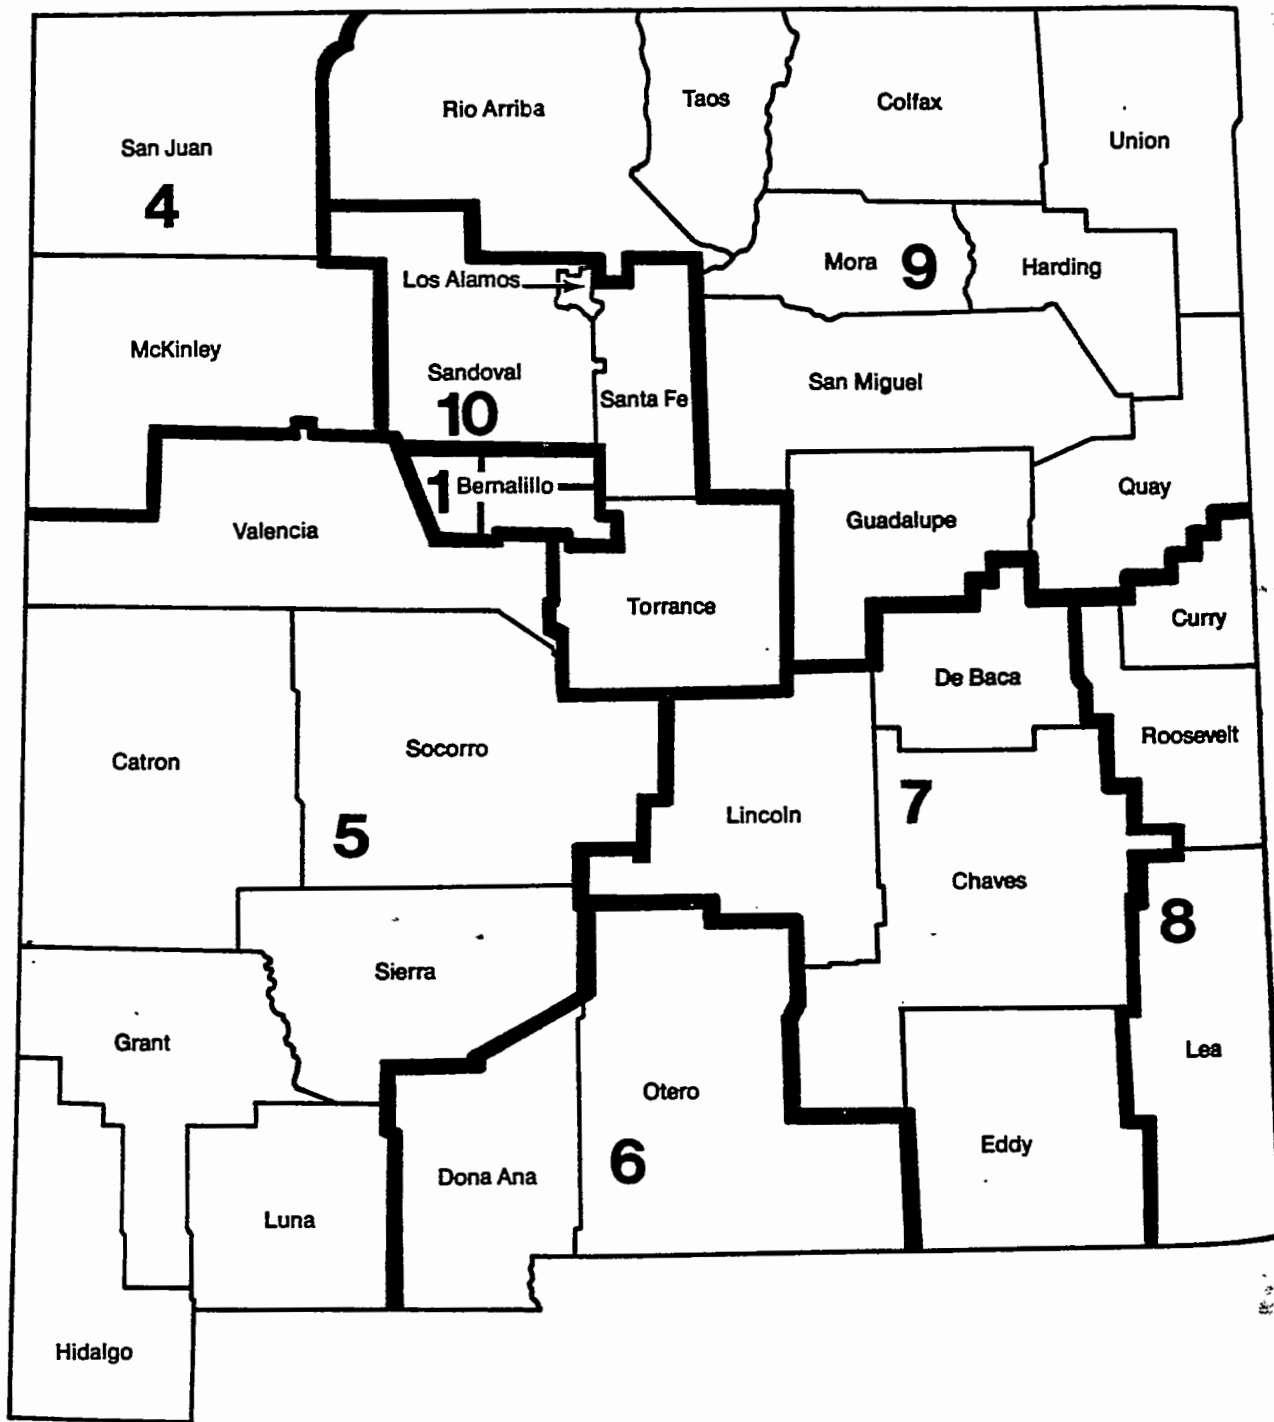 Rio Arriba
Taos
Colfax
Union
San Juan
4
Mora
9
Harding
Los Alamos
McKinley
Sandoval
10
Santa Fe
San Miguel
1
Bernalillo
Quay
Valencia
Guadalupe
Torrance
Curry
De Baca
Roosevelt
Catron
Socorro
5
Lincoln
7
Chaves
8
Sierra
Grant
Otero
Lea
Dona Ana
6
Eddy
Luna
Hidalgo